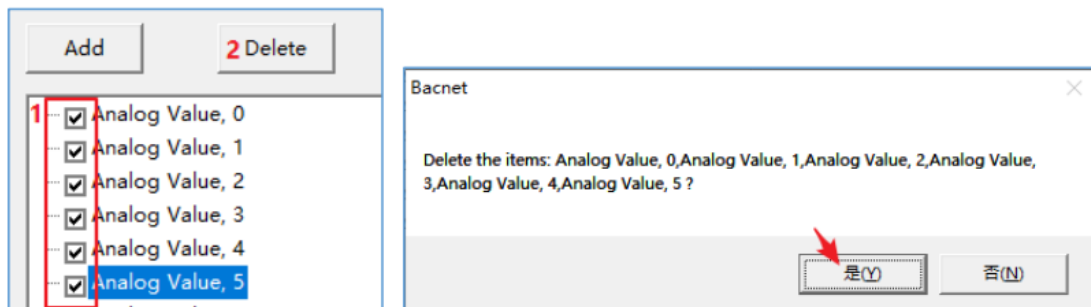 Add
2 Delete
1
Analog Value, 0
Analog Value, 1
Analog Value, 2
Analog Value, 3
Analog Value, 4
Analog Value, 5
Bacnet
Delete the items: Analog Value, 0,Analog Value, 1,Analog Value, 2,Analog Value,
3,Analog Value, 4,Analog Value, 5 ?
是(Y)
否(N)